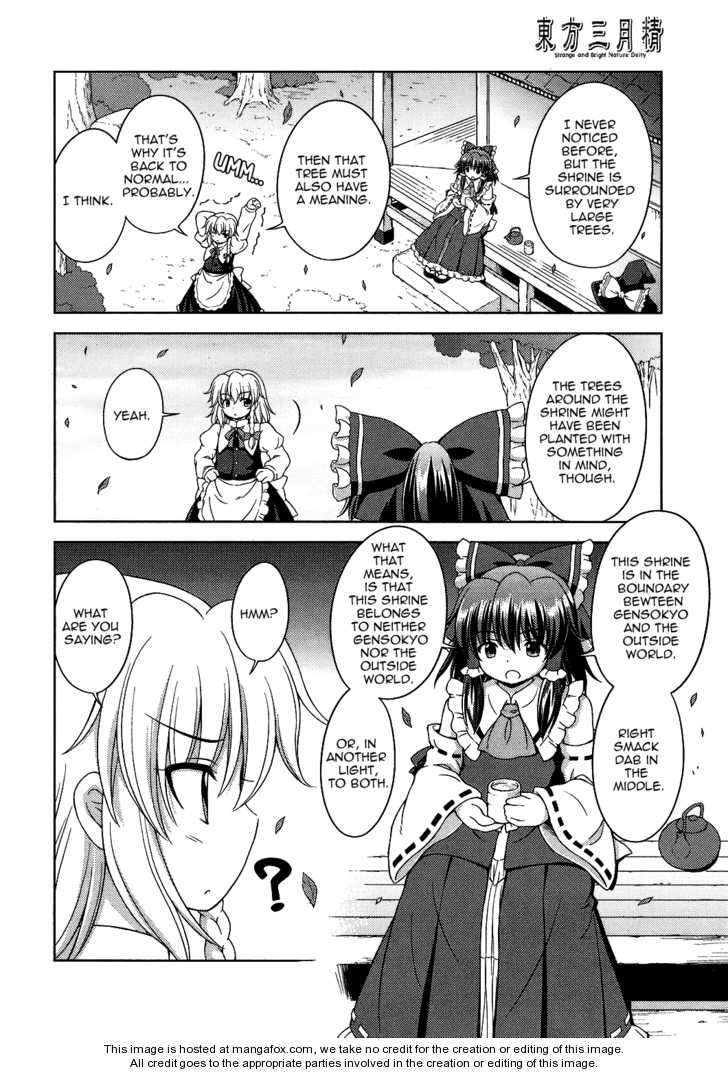 東方三月精
Strange and Bright Nature Deity
I NEVER
NOTICED
BEFORE,
BUT THE
SHRINE IS
SURROUNDED
BY VERY
LARGE
TREES.
THEN THAT
TREE MUST
ALSO HAVE
A MEANING.
UMM...
THAT'S
WHY IT'S
BACK TO
NORMAL...
PROBABLY.
I THINK.
THE TREES
AROUND THE
SHRINE MIGHT
HAVE BEEN
PLANTED WITH
SOMETHING
IN MIND,
THOUGH.
YEAH.
THIS SHRINE
IS IN THE
BOUNDARY
BEWTEEN
GENSOKYO
AND THE
OUTSIDE
WORLD.
RIGHT
SMACK
DAB IN
THE
MIDDLE.
WHAT
THAT
MEANS,
IS THAT
THIS SHRINE
BELONGS
TO NEITHER
GENSOKYO
NOR THE
OUTSIDE
WORLD.
OR, IN
ANOTHER
LIGHT,
TO BOTH.
HMM?
WHAT
ARE YOU
SAYING?
?
This image is hosted at mangafox.com, we take no credit for the creation or editing of this image.
All credit goes to the appropriate parties involved in the creation or editing of this image.